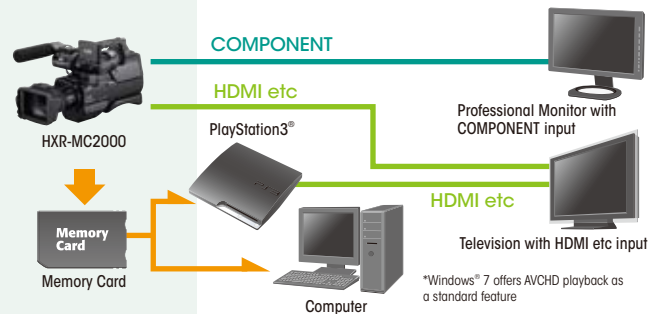 COMPONENT
HDMI etc
HXR-MC2000
PlayStation3®
Professional Monitor with
COMPONENT input
Memory
Card
Memory Card
HDMI etc
Television with HDMI etc input
Computer
*Windows® 7 offers AVCHD playback as
a standard feature